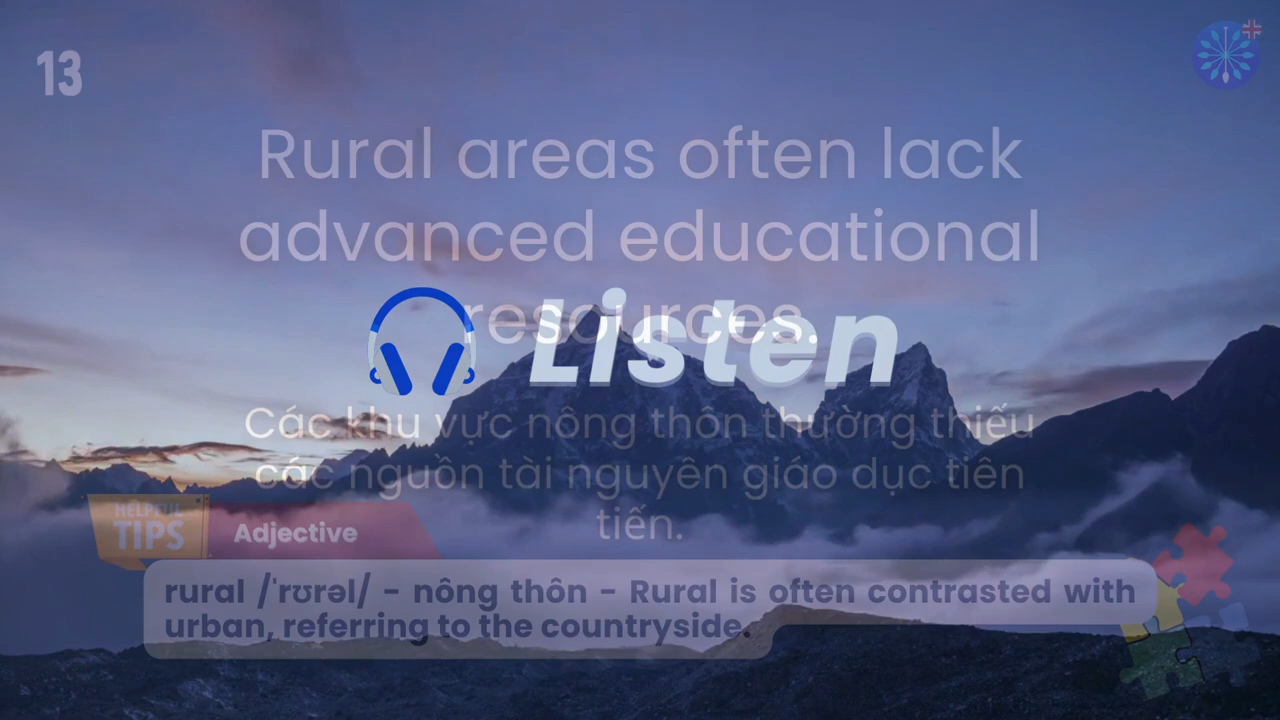 13
Rural areas often lack
advanced educational
resources.
Listen
Các khu vực nông thôn thường thiếu
các nguồn tài nguyên giáo dục tiên
tiến.
HELPFUL
TIPS
Adjective
rural /ˈrʊrəl/ - nông thôn - Rural is often contrasted with
urban, referring to the countryside.